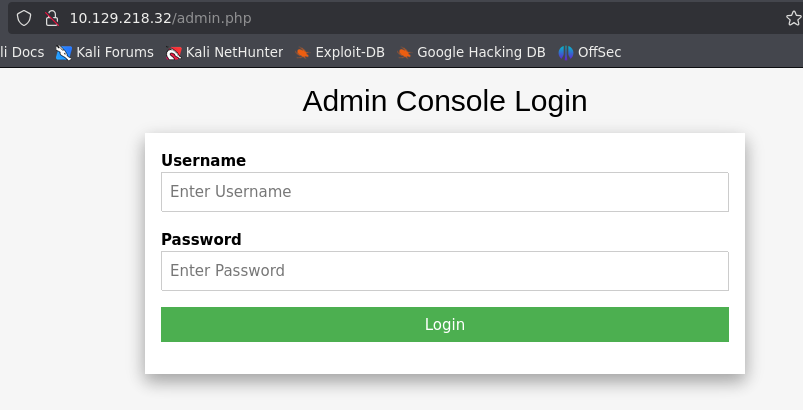 10.129.218.32/admin.php
li Docs Kali Forums Kali NetHunter Exploit-DB Google Hacking DB OffSec
Admin Console Login
Username
Enter Username
Password
Enter Password
Login